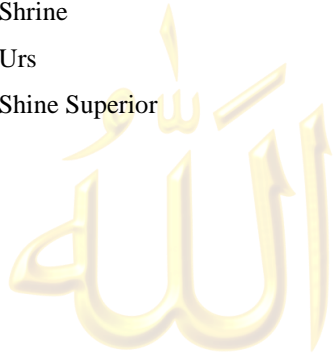 Shrine
Urs
Shine Superior
الله